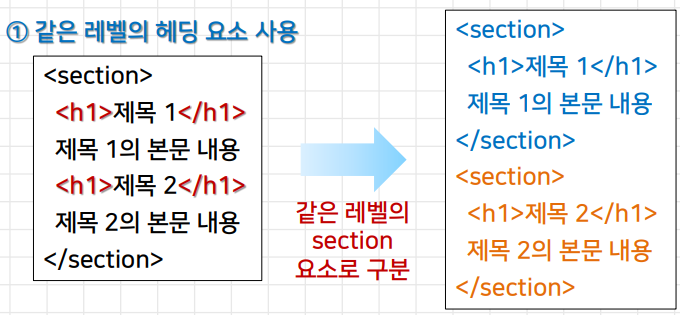 ① 같은 레벨의 헤딩 요소 사용
<section>
<h1>제목 1</h1>
제목 1의 본문 내용
<h1>제목 2</h1>
제목 2의 본문 내용
</section>
같은 레벨의
section
요소로 구분
<section>
<h1>제목 1</h1>
제목 1의 본문 내용
</section>
<section>
<h1>제목 2</h1>
제목 2의 본문 내용
</section>